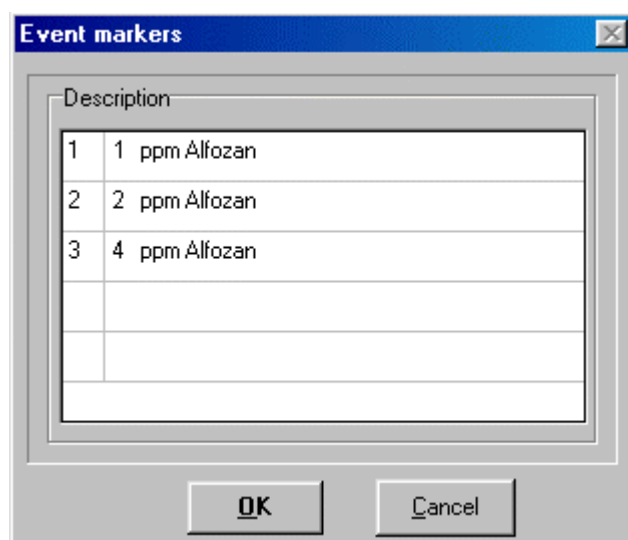 Event markers
Description
1 1 ppm Alfozan
2 2 ppm Alfozan
3 4 ppm Alfozan
OK Cancel